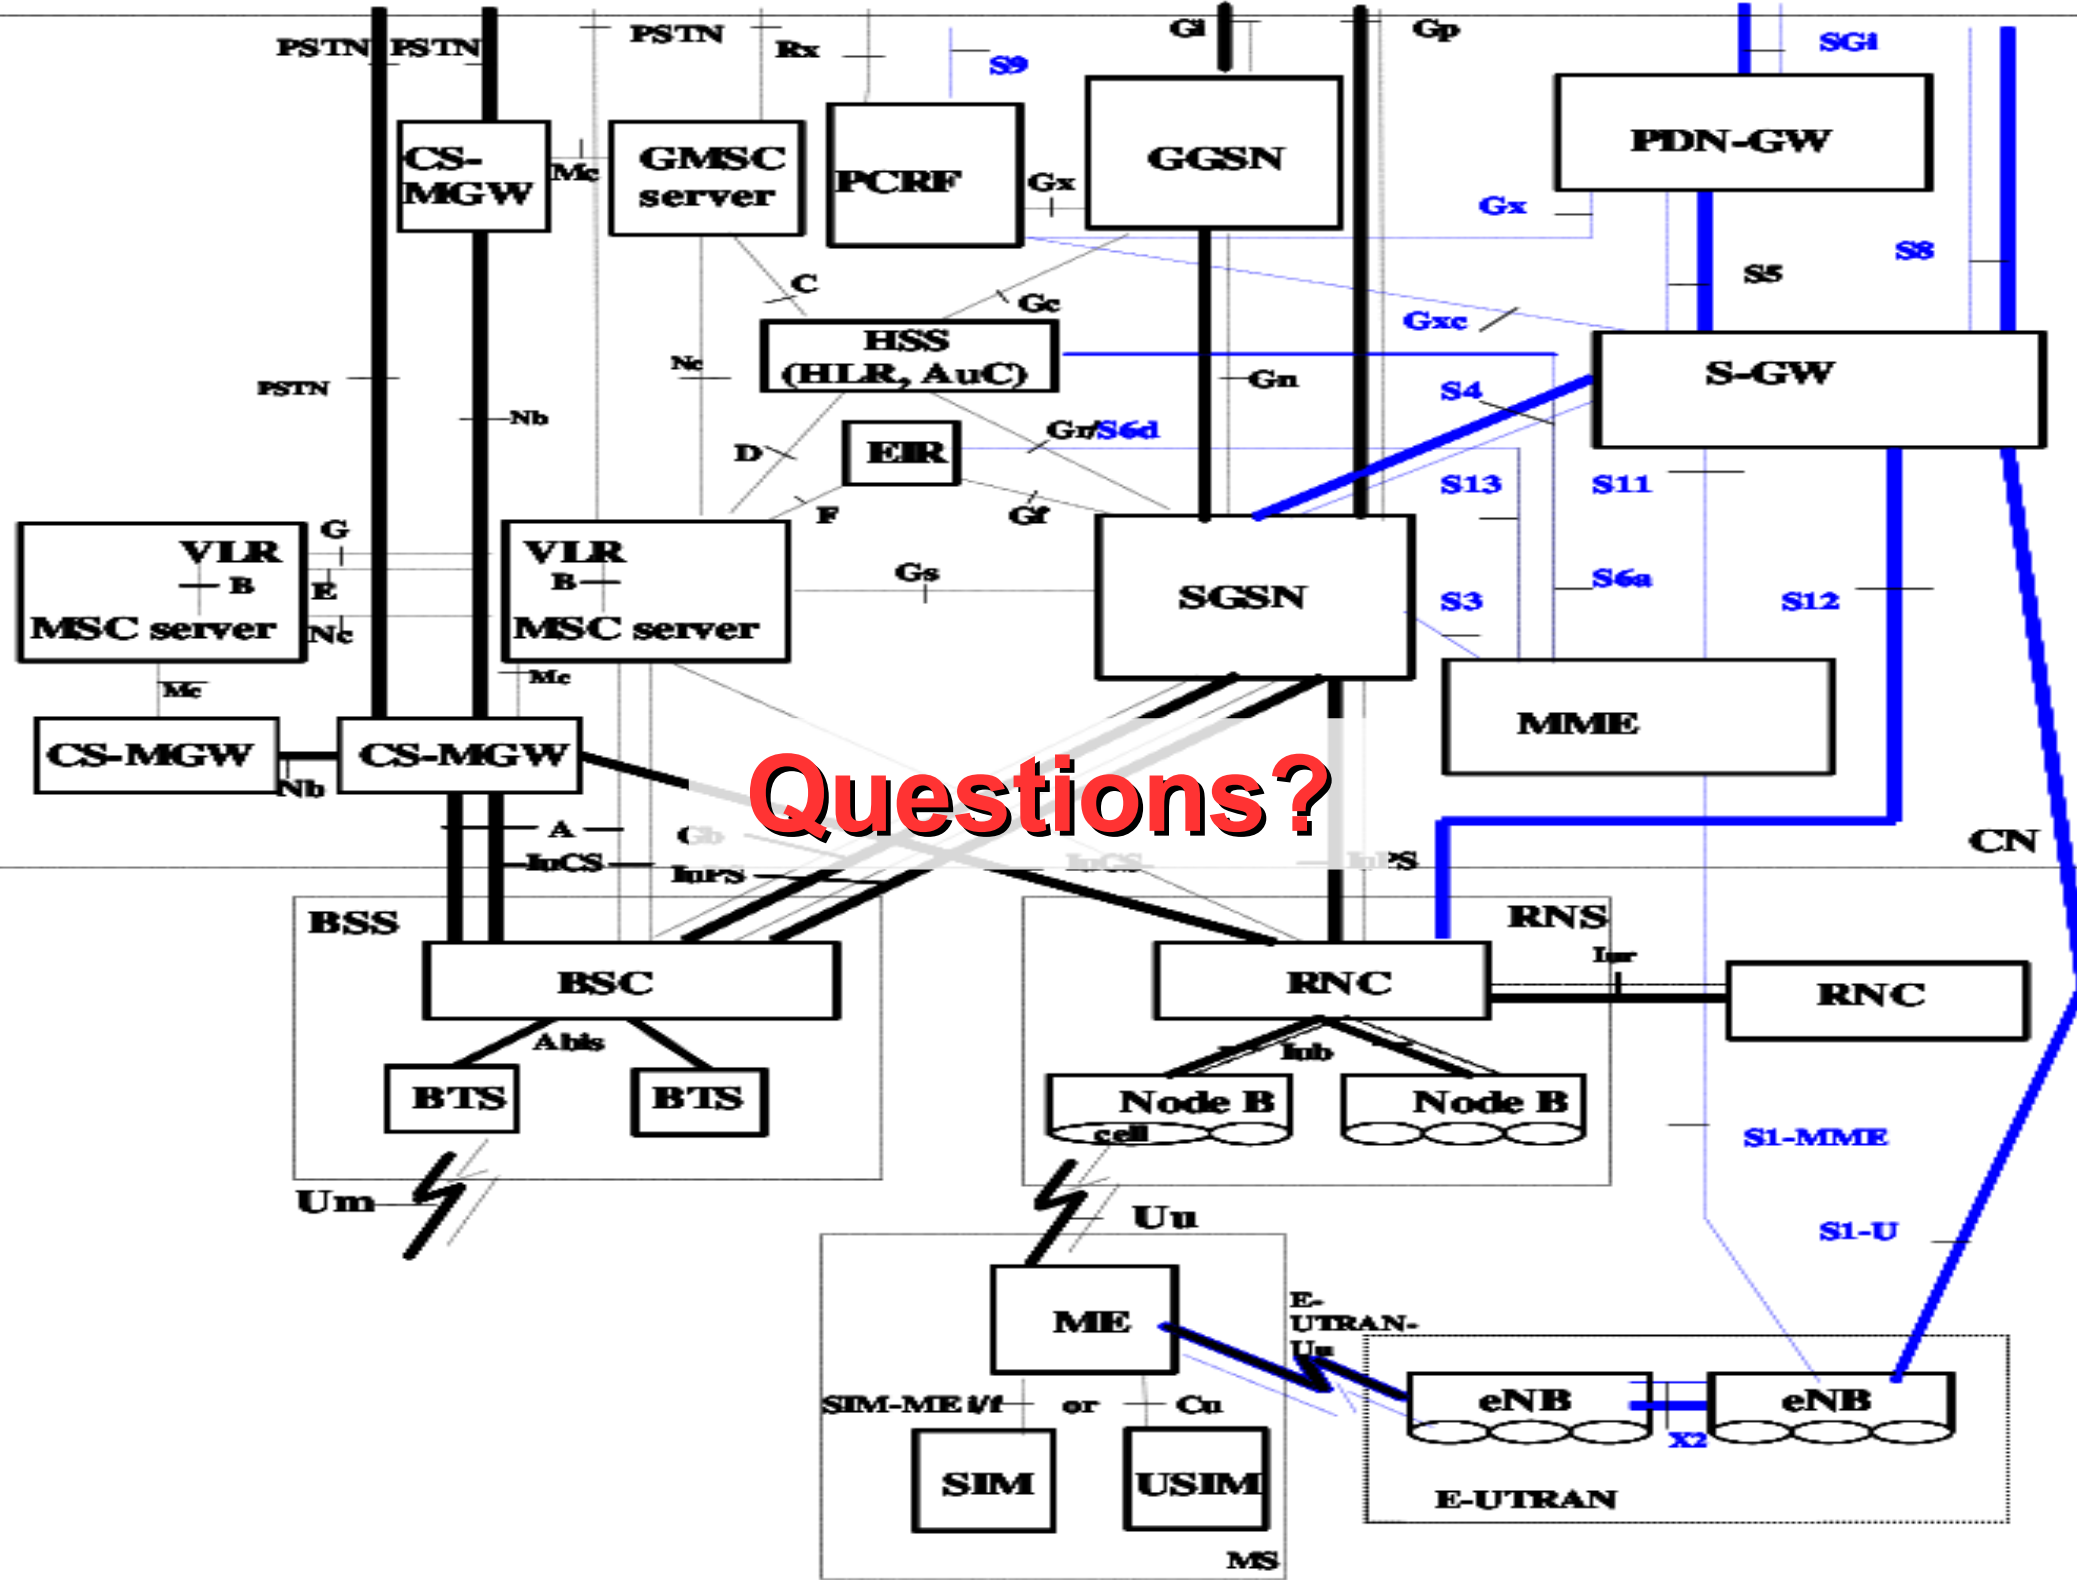 PSTN
PSTN
PSTN
Rx
S9
Gi
Gp
SGi
CS-
MGW
Mc
GMSC
server
PCRF
Gx
GGSN
PDN-GW
Gx
S8
S5
C
Gc
Gxc
HSS
(HLR, AuC)
Nc
PSTN
Gn
S-GW
S4
Nb
Gr/S6d
D
EIR
S13
S11
F
Gf
G
VLR
B
E
MSC server
Nc
VLR
B
MSC server
Gs
SGSN
S3
S6a
S12
Mc
Mc
MME
CS-MGW
Nb
CS-MGW
Questions?
A
Gb
CN
IuCS
IuPS
IuCS
IuPS
BSS
RNS
BSC
RNC
Iur
RNC
Abis
Iub
BTS
BTS
Node B
Node B
cell
S1-MME
Um
Uu
S1-U
ME
E-
UTRAN-
Uu
SIM-ME i/f
or
Cu
eNB
eNB
X2
SIM
USIM
E-UTRAN
MS